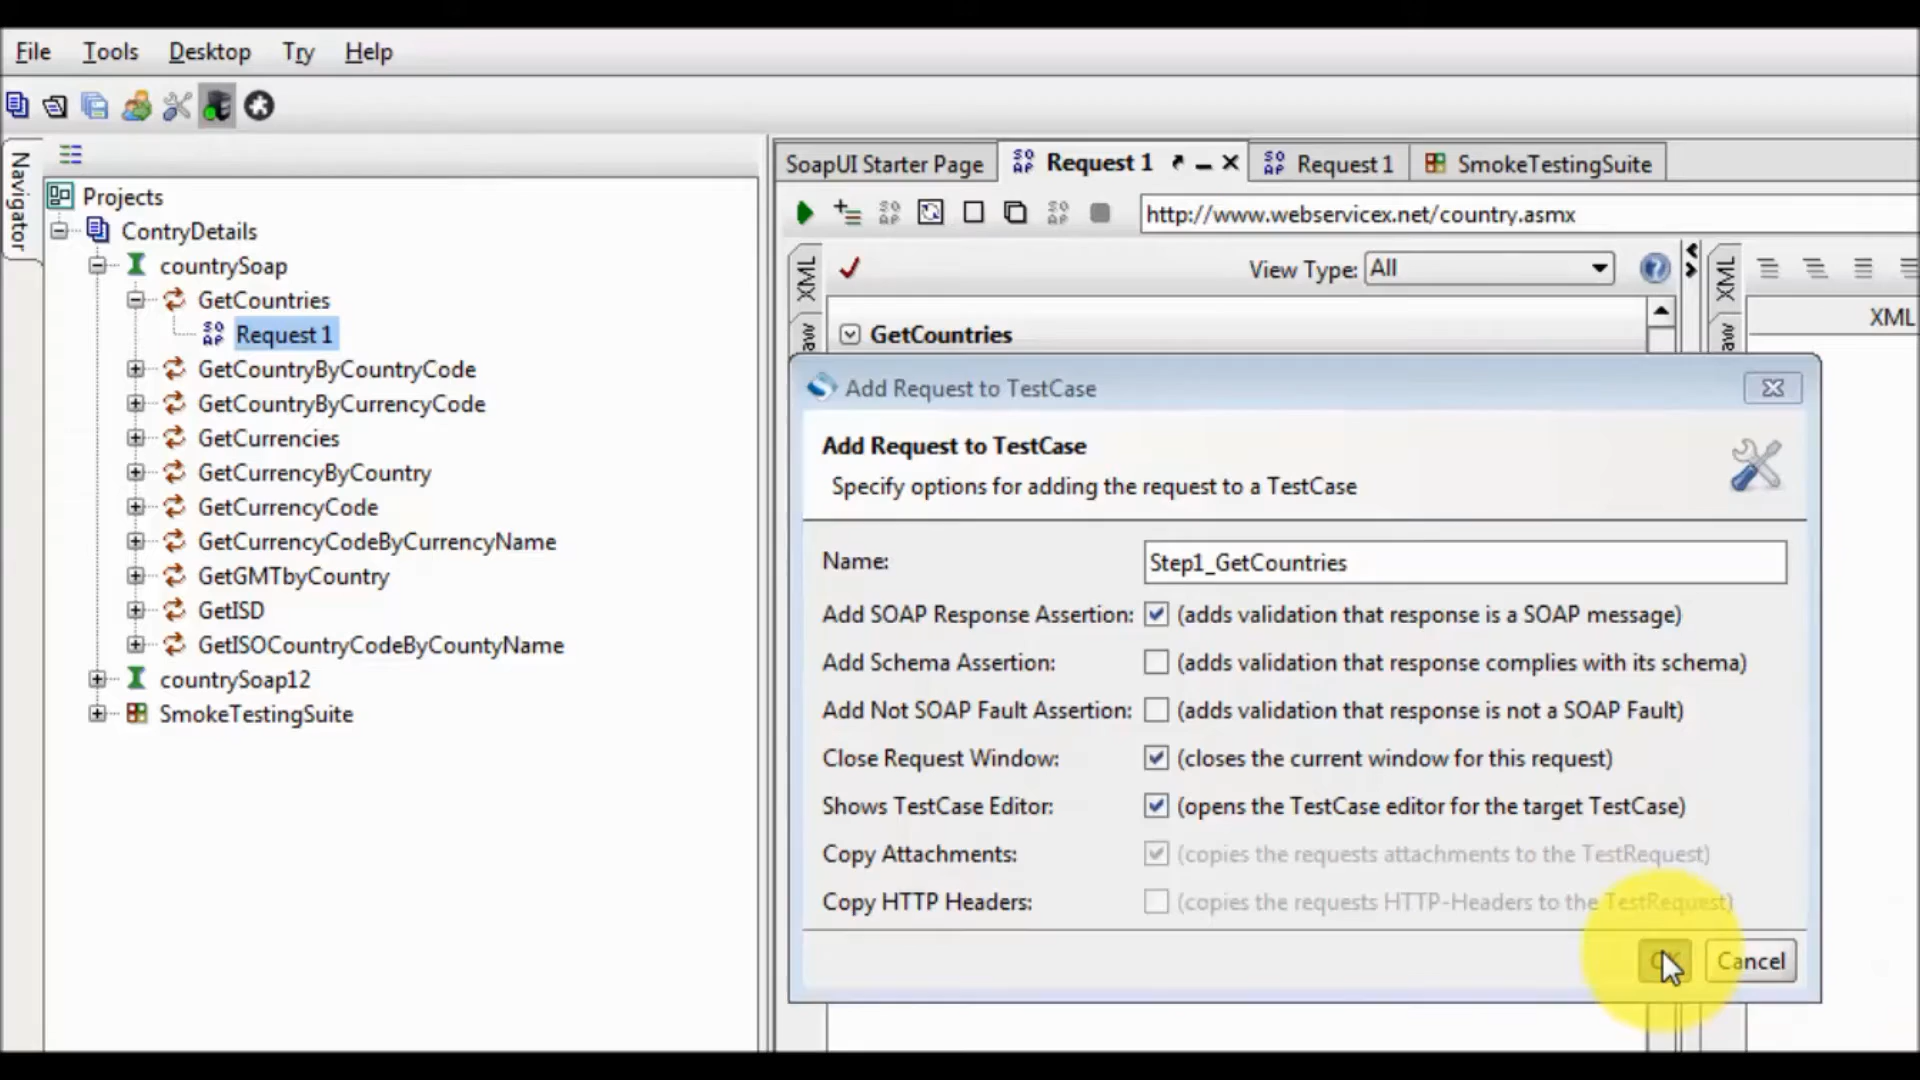 File Tools Desktop Try Help
Navigator
Projects
ContryDetails
countrySoap
GetCountries
Request 1
GetCountryByCountryCode
GetCountryByCurrencyCode
GetCurrencies
GetCurrencyByCountry
GetCurrencyCode
GetCurrencyCodeByCurrencyName
GetGMTbyCountry
GetISD
GetISOCountryCodeByCountyName
countrySoap12
SmokeTestingSuite
SoapUI Starter Page
Request 1
Request 1
SmokeTestingSuite
http://www.webservicex.net/country.asmx
XML
View Type: All
XML
XML
GetCountries
Add Request to TestCase
Add Request to TestCase
Specify options for adding the request to a TestCase
Name: Step1_GetCountries
Add SOAP Response Assertion: (adds validation that response is a SOAP message)
Add Schema Assertion: (adds validation that response complies with its schema)
Add Not SOAP Fault Assertion: (adds validation that response is not a SOAP Fault)
Close Request Window: (closes the current window for this request)
Shows TestCase Editor: (opens the TestCase editor for the target TestCase)
Copy Attachments: (copies the requests attachments to the TestRequest)
Copy HTTP Headers: (copies the requests HTTP-Headers to the TestRequest)
Cancel